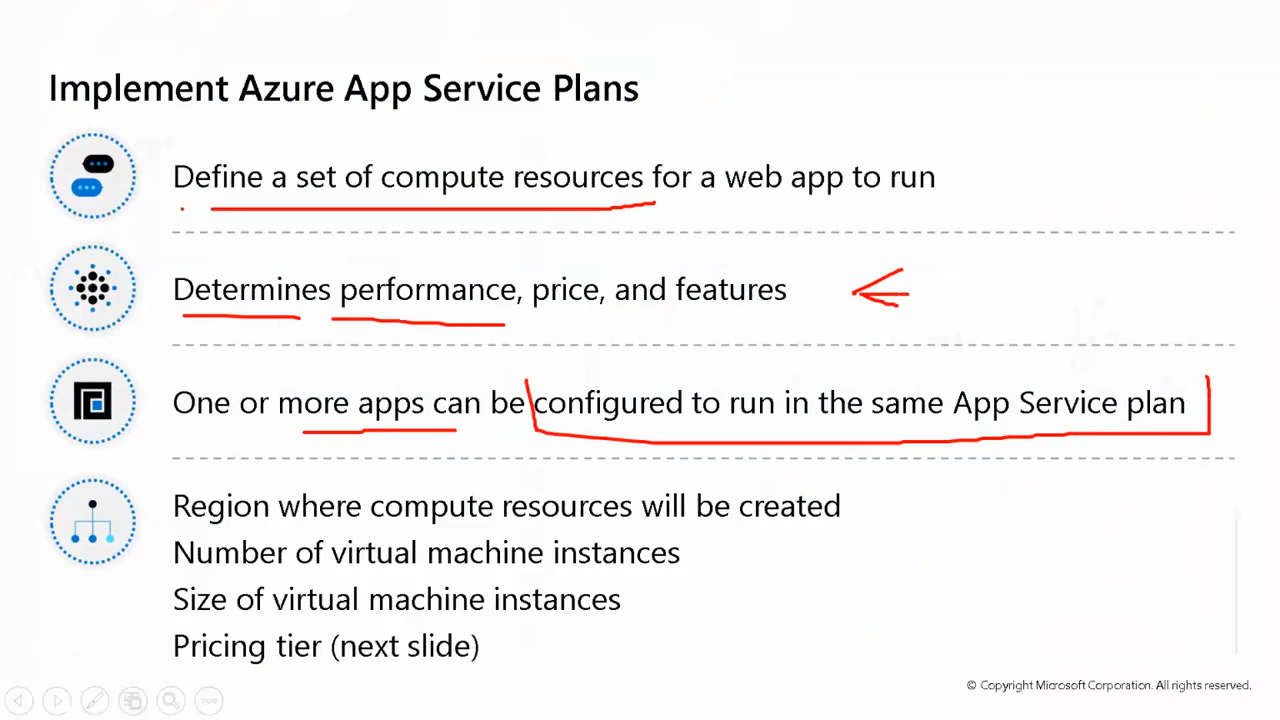 Implement Azure App Service Plans
Define a set of compute resources for a web app to run
Determines performance, price, and features
One or more apps can be configured to run in the same App Service plan
Region where compute resources will be created
Number of virtual machine instances
Size of virtual machine instances
Pricing tier (next slide)
© Copyright Microsoft Corporation. All rights reserved.